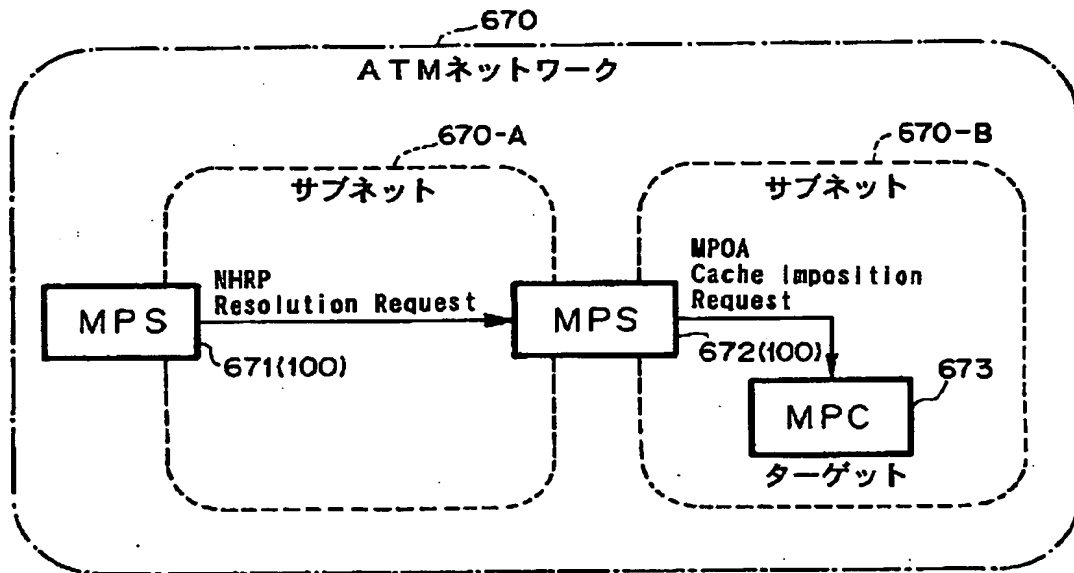 670
ATMネットワーク
670-A
670-B
サブネット
サブネット
NHRP
Resolution Request
MPOA
Cache Imposition
Request
MPS
MPS
671(100)
672(100)
673
MPC
ターゲット